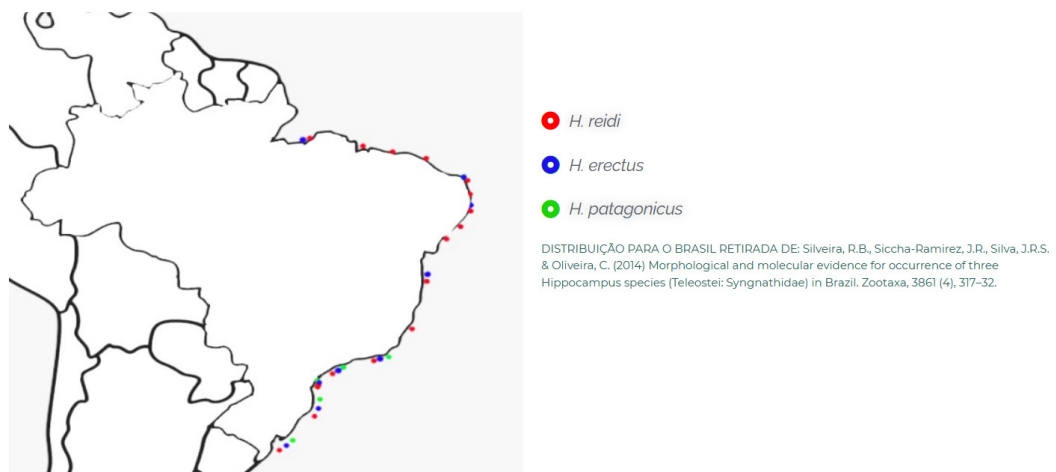 H. reidi
H. erectus
H. patagonicus
DISTRIBUIÇÃO PARA O BRASIL RETIRADA DE: Silveira, R.B., Siccha-Ramirez, J.R., Silva, J.R.S.
& Oliveira, C. (2014) Morphological and molecular evidence for occurrence of three
Hippocampus species (Teleostei: Syngnathidae) in Brazil. Zootaxa, 3861 (4), 317–32.